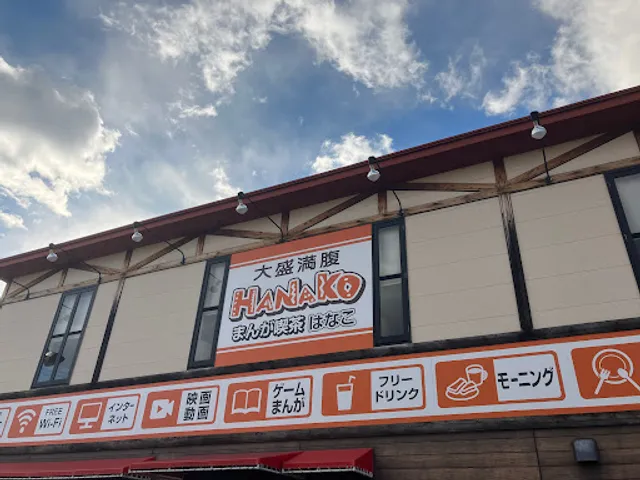 大盛満腹
HANAKO
まんが喫茶 はなこ
FREE
Wi-Fi
インター
ネット
映画
動画
ゲーム
まんが
フリー
ドリンク
モーニング